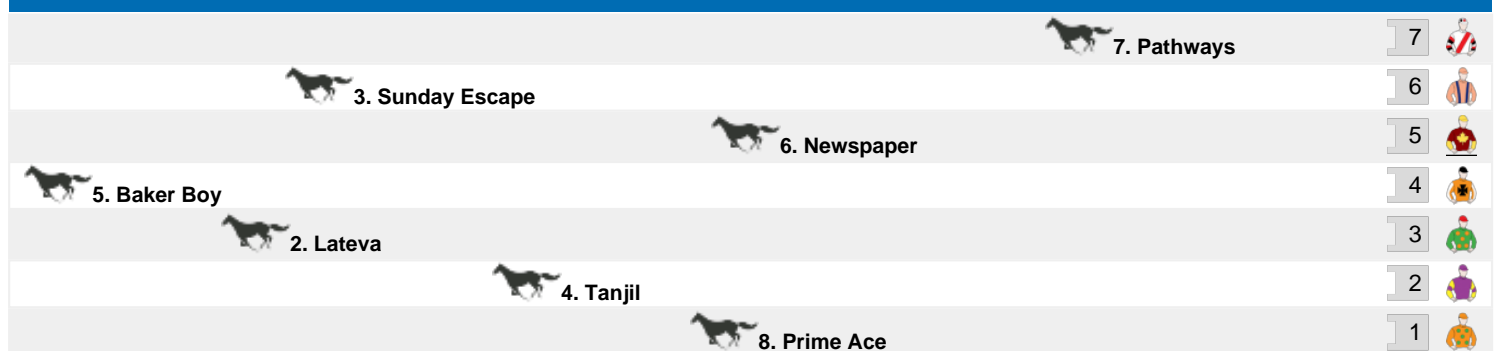 7. Pathways 7
3. Sunday Escape 6
6. Newspaper 5
5. Baker Boy 4
2. Lateva 3
4. Tanjil 2
8. Prime Ace 1